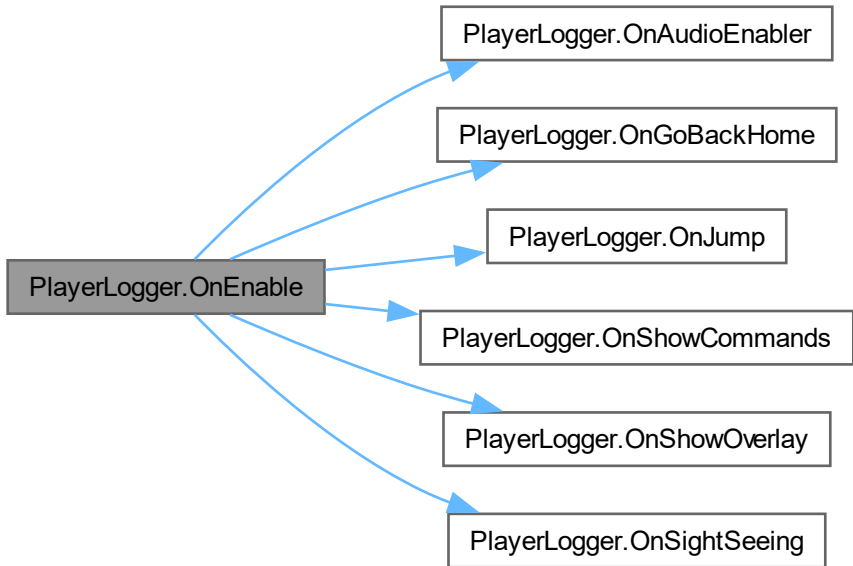 PlayerLogger.OnAudioEnabler
PlayerLogger.OnGoBackHome
PlayerLogger.OnJump
PlayerLogger.OnEnable
PlayerLogger.OnShowCommands
PlayerLogger.OnShowOverlay
PlayerLogger.OnSightSeeing